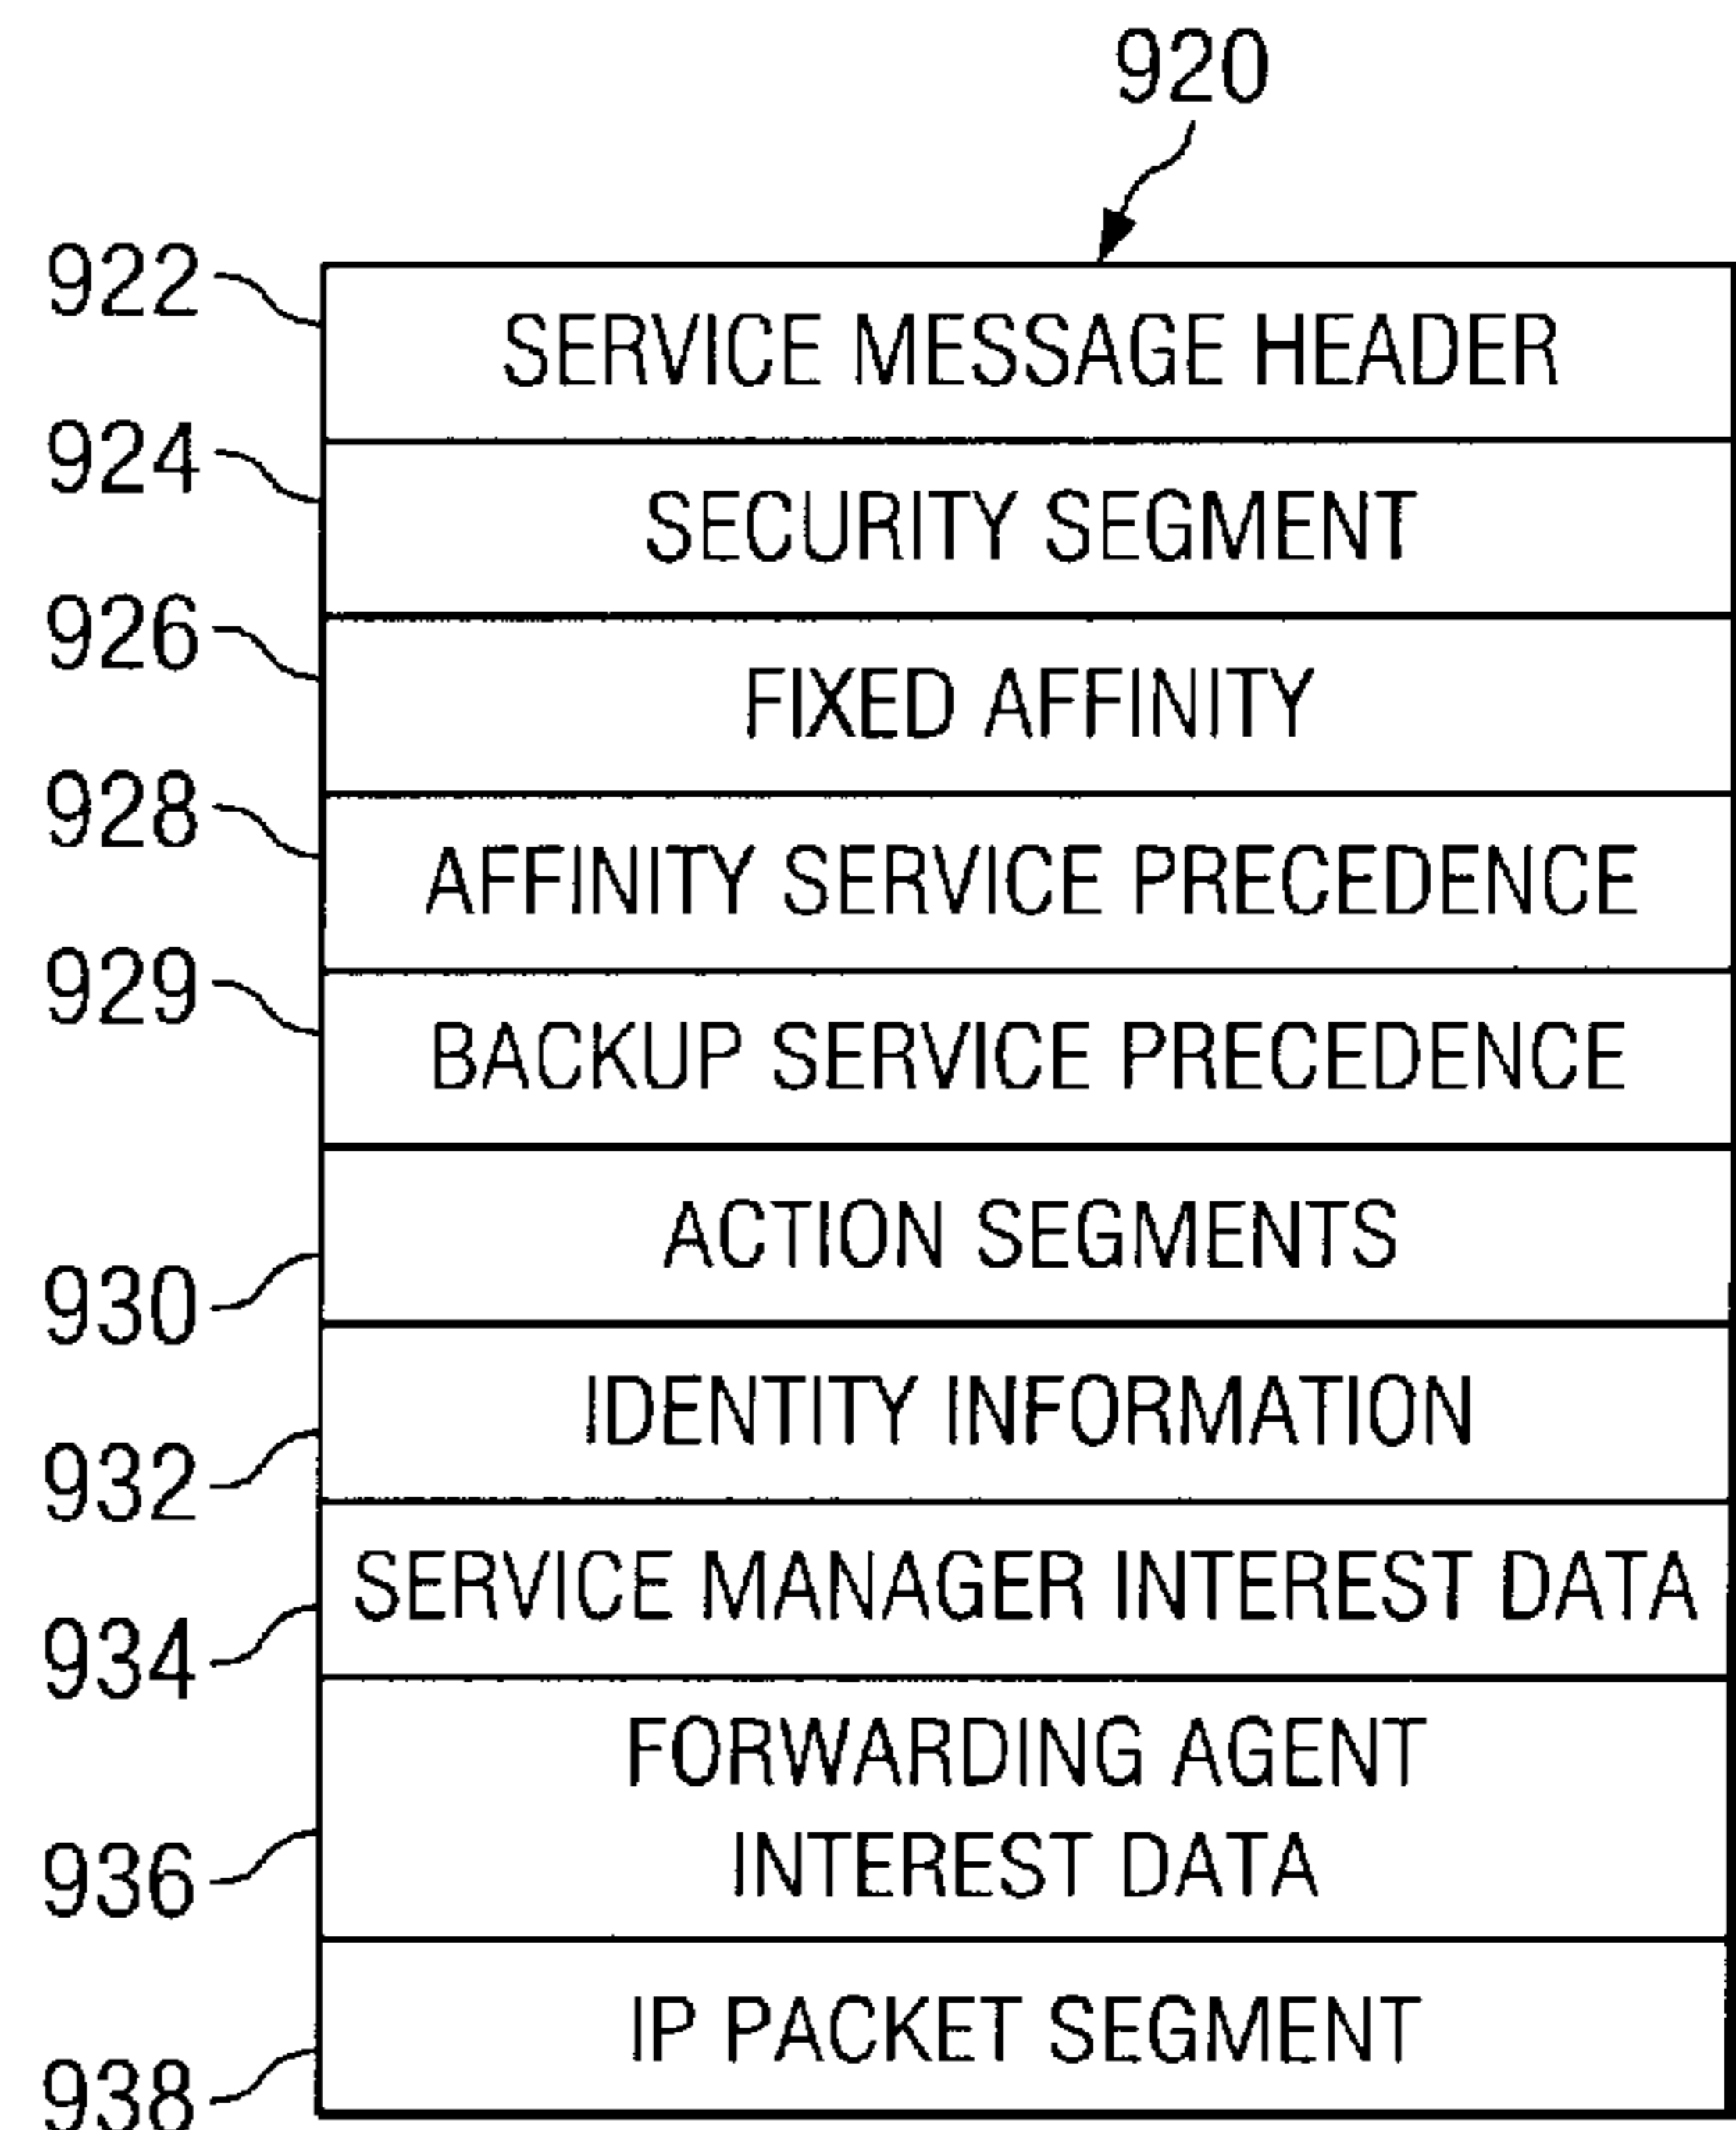 920
922 SERVICE MESSAGE HEADER
924 SECURITY SEGMENT
926 FIXED AFFINITY
928 AFFINITY SERVICE PRECEDENCE
929 BACKUP SERVICE PRECEDENCE
930 ACTION SEGMENTS
932 IDENTITY INFORMATION
934 SERVICE MANAGER INTEREST DATA
936 FORWARDING AGENT
INTEREST DATA
938 IP PACKET SEGMENT